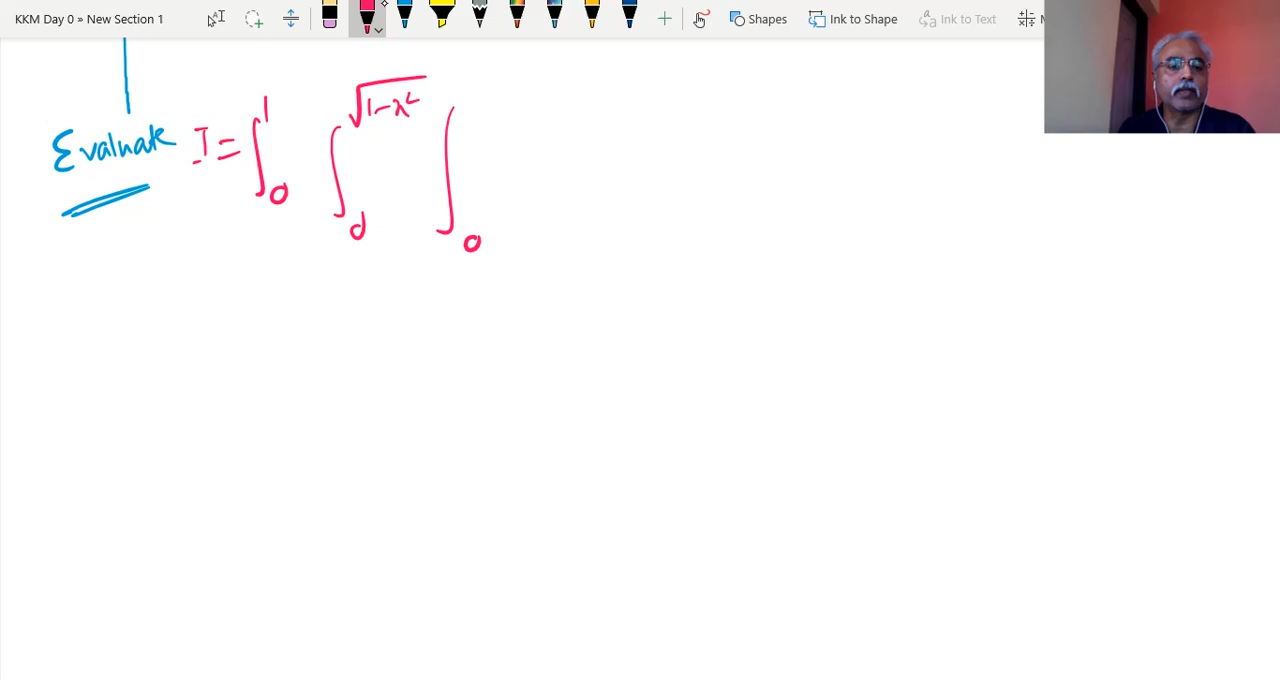 KKM Day 0 » New Section 1
Shapes
Ink to Shape
Ink to Text
Evaluate I = ∫₀¹ ∫₀^√(1-x²) ∫₀